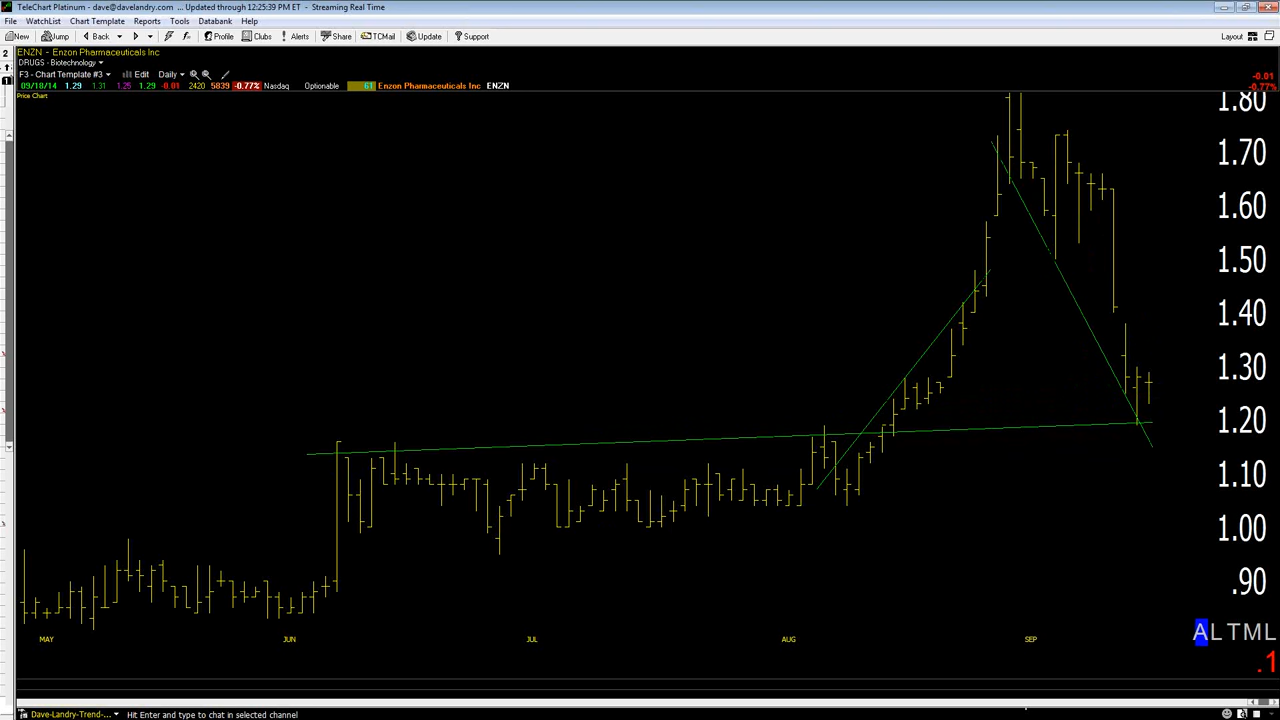 TeleChart Platinum - dave@davelandry.com ... Updated through 12:25:39 PM ET - Streaming Real Time
File View WatchList Chart Template Reports Tools Databank Help
New Jump Back Profile Clubs Alerts Share TCMail Update Support Layout
2 ENZN - Enzon Pharmaceuticals Inc
DRUGS - Biotechnology
1 F3 - Chart Template #3 Edit Daily -0.01
09/18/14 1.29 1.31 1.25 1.29 -0.01 2420 5839 -0.77% Nasdaq Optionable 61 Enzon Pharmaceuticals Inc ENZN -0.77%
Price Chart
1.80
1.70
1.60
1.50
1.40
1.30
1.20
1.10
1.00
.90
MAY JUN JUL AUG SEP
ALTML
.1
Dave-Landry-Trend-... Hit Enter and type to chat in selected channel